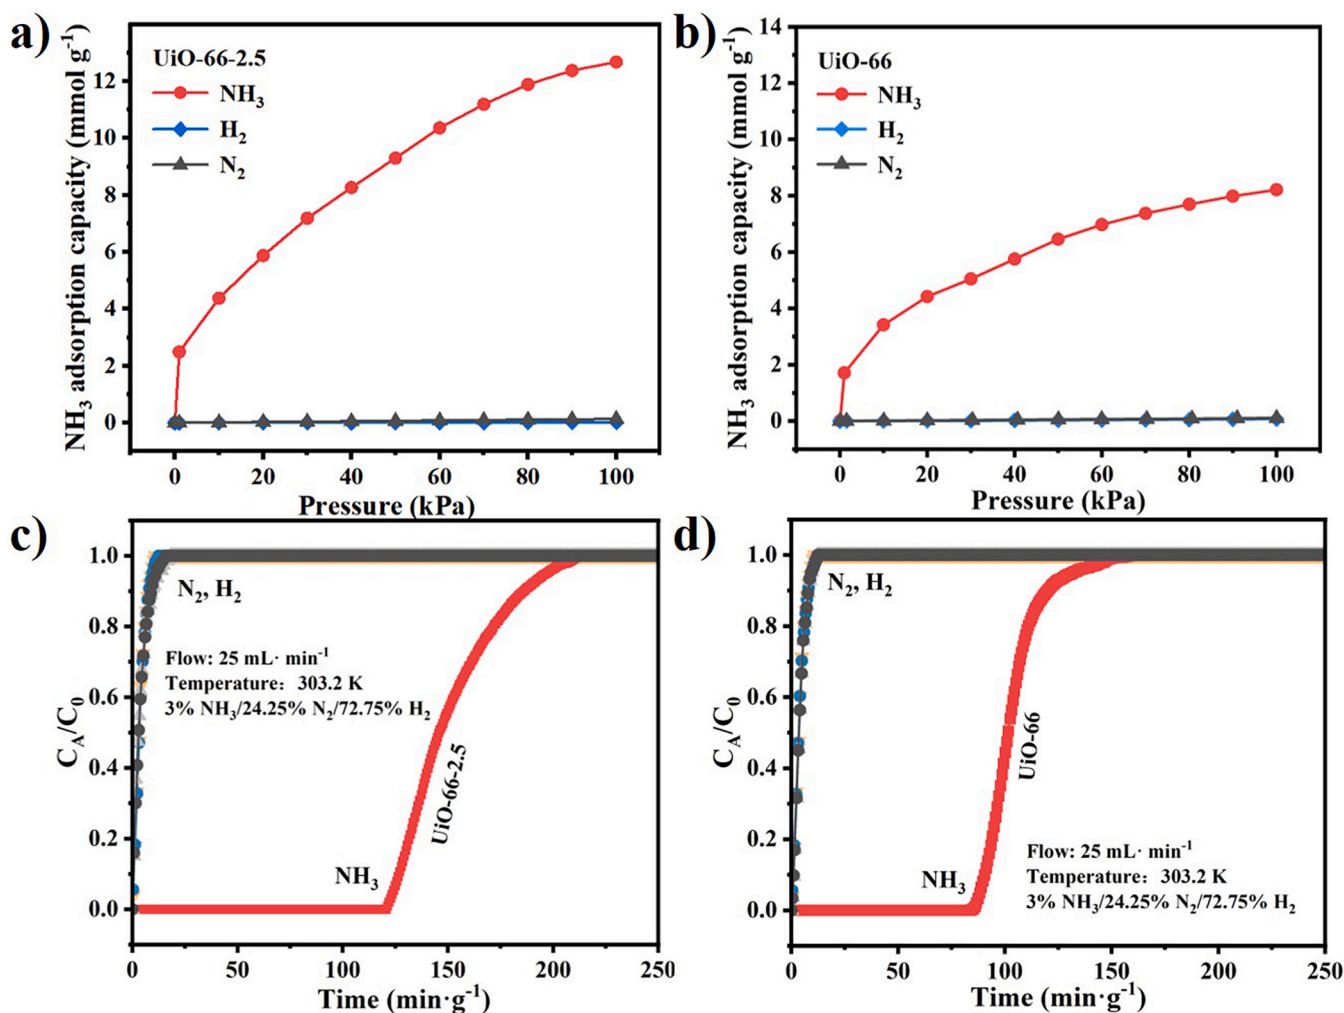 a)
NH3 adsorption capacity (mmol g-1)
12
10
8
6
4
2
0
UiO-66-2.5
NH3
H2
N2
0 20 40 60 80 100
Pressure (kPa)
b)
NH3 adsorption capacity (mmol g-1)
14
12
10
8
6
4
2
0
UiO-66
NH3
H2
N2
0 20 40 60 80 100
Pressure (kPa)
c)
CA/C0
1.0
0.8
0.6
0.4
0.2
0.0
N2, H2
Flow: 25 mL· min-1
Temperature: 303.2 K
3% NH3/24.25% N2/72.75% H2
UiO-66-2.5
NH3
0 50 100 150 200 250
Time (min·g-1)
d)
CA/C0
1.0
0.8
0.6
0.4
0.2
0.0
N2, H2
UiO-66
NH3
Flow: 25 mL· min-1
Temperature: 303.2 K
3% NH3/24.25% N2/72.75% H2
0 50 100 150 200 250
Time (min·g-1)